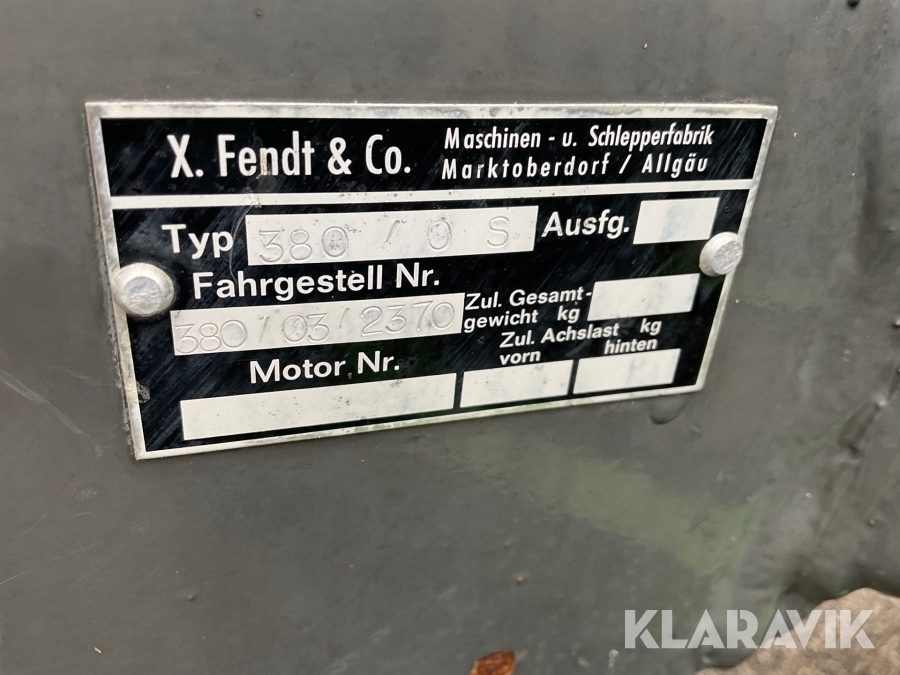 X. Fendt & Co.
Maschinen - u. Schlepperfabrik
Marktoberdorf / Allgäu
Typ 380 / 0 S Ausfg.
Fahrgestell Nr.
380/03/2370
Zul. Gesamt-
gewicht kg
Zul. Achslast kg
vorn hinten
Motor Nr.
KLARAVIK